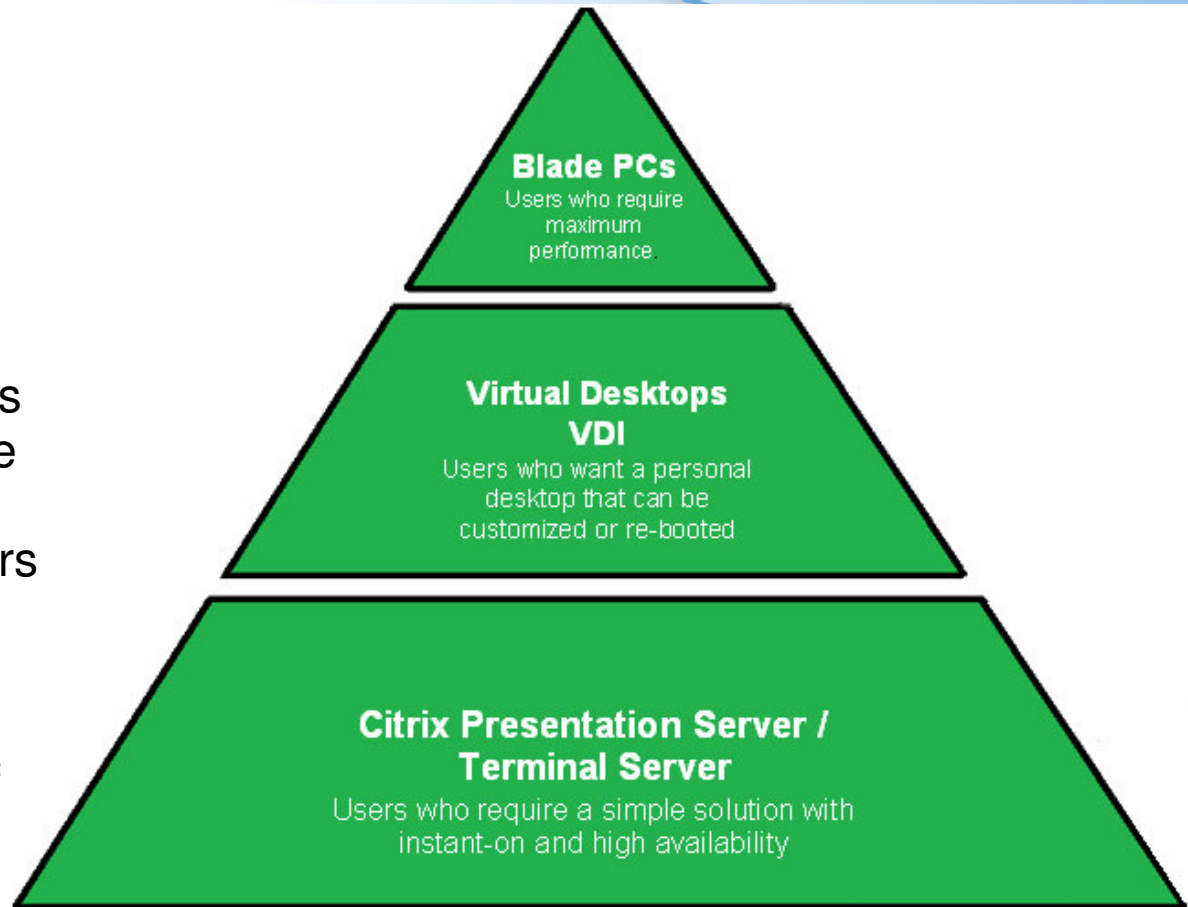 Blade PCs
Users who require
maximum
performance.
s
e
rs
Virtual Desktops
VDI
Users who want a personal
desktop that can be
customized or re-booted
Citrix Presentation Server /
Terminal Server
Users who require a simple solution with
instant-on and high availability